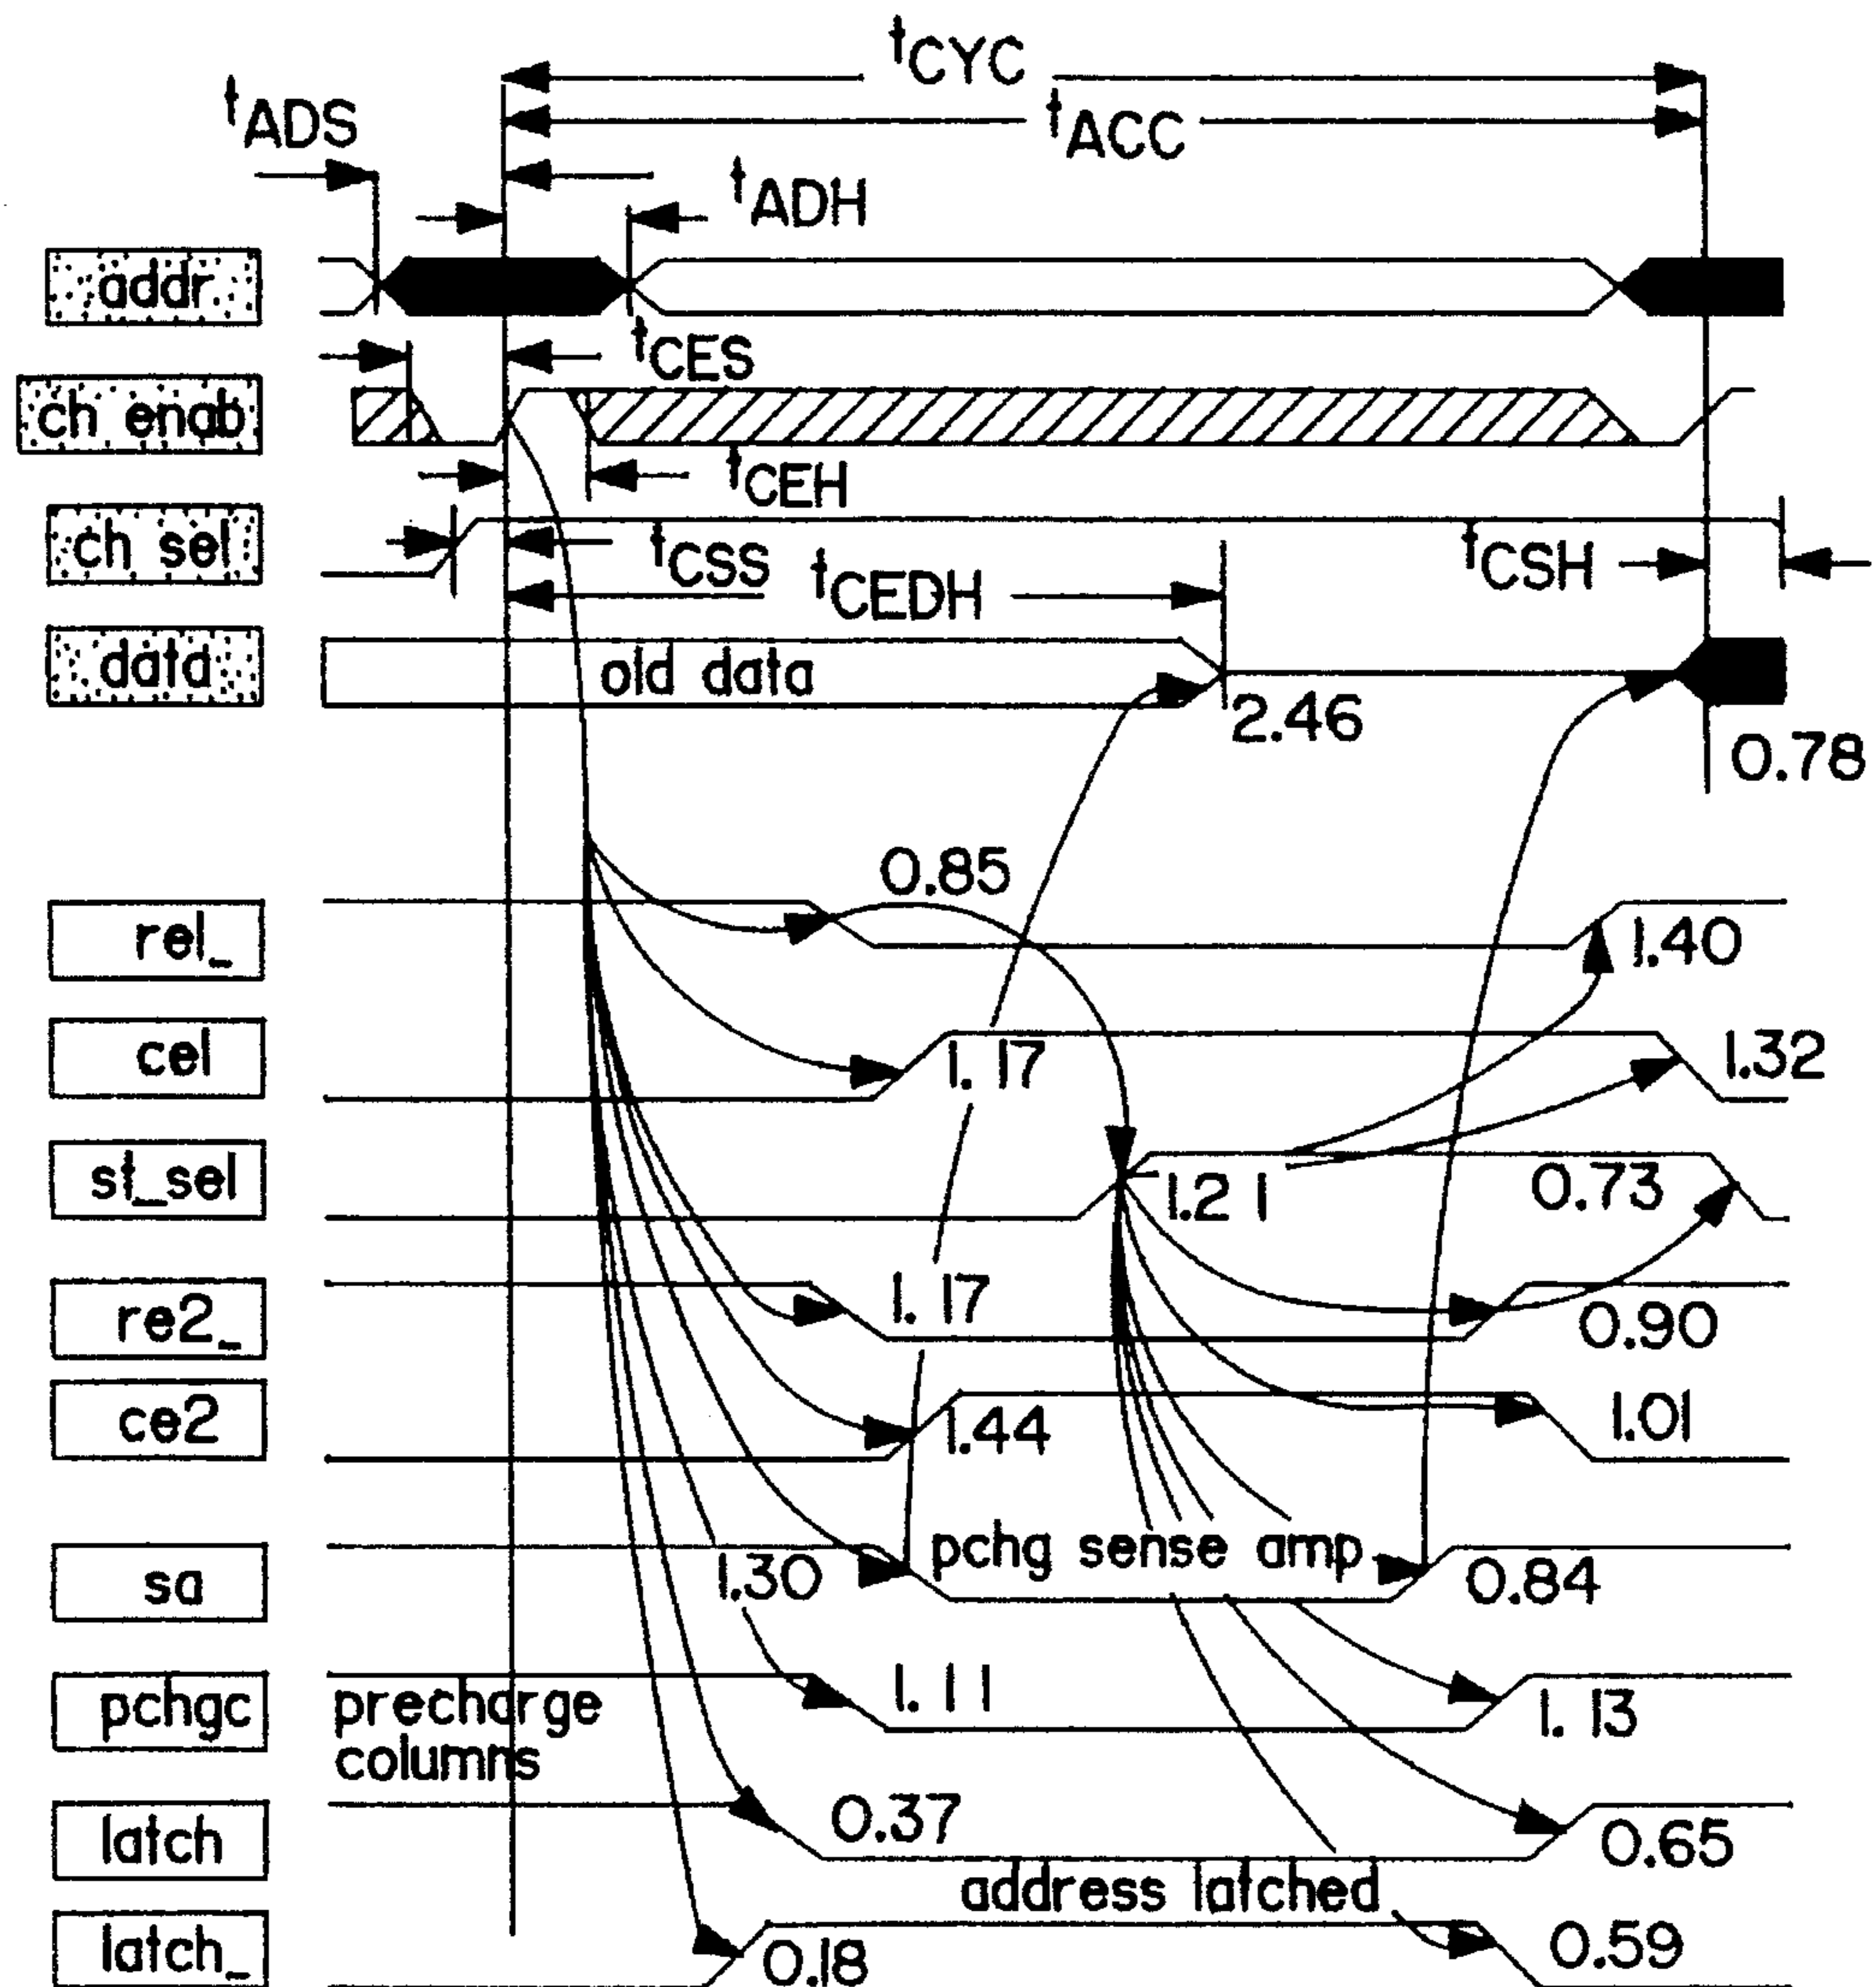 tCYC
tADS
tACC
tADH
addr
tCES
ch enab
tCEH
ch sel
tCSS
tCSH
tCEDH
data
old data
2.46
0.78
0.85
rel_
1.40
cel
1.17
1.32
st_sel
1.21
0.73
re2_
1.17
0.90
ce2
1.44
1.01
pchg sense amp
sa
1.30
0.84
pchgc
precharge
columns
1.11
1.13
latch
0.37
0.65
address latched
latch_
0.18
0.59